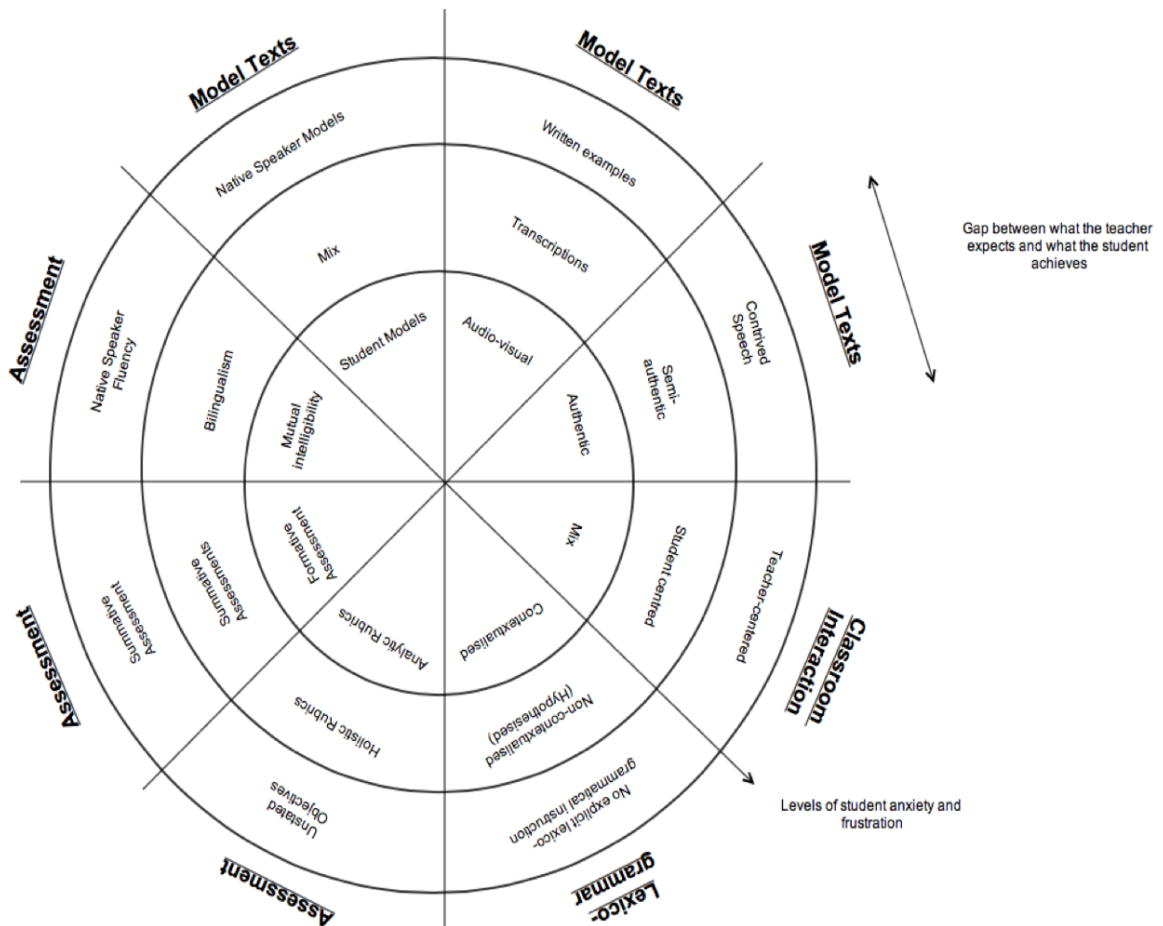 Model Texts
Native Speaker Models
Mix
Student Models
Model Texts
Written examples
Transcriptions
Audio-visual
Model Texts
Contrived
Speech
Semi-
authentic
Authentic
Gap between what the teacher
expects and what the student
achieves
Classroom
Interaction
Teacher-centered
Student centred
Mix
Levels of student anxiety and
frustration
Lexico-
grammar
No explicit lexico-
grammatical instruction
Non-contextualised
(Hypothesised)
Contextualised
Assessment
Unstated
Objectives
Holistic Rubrics
Analytic Rubrics
Assessment
Summative
Assessment
Summative
Assessments
Formative
Assessment
Assessment
Native Speaker
Fluency
Bilingualism
Mutual
intelligibility